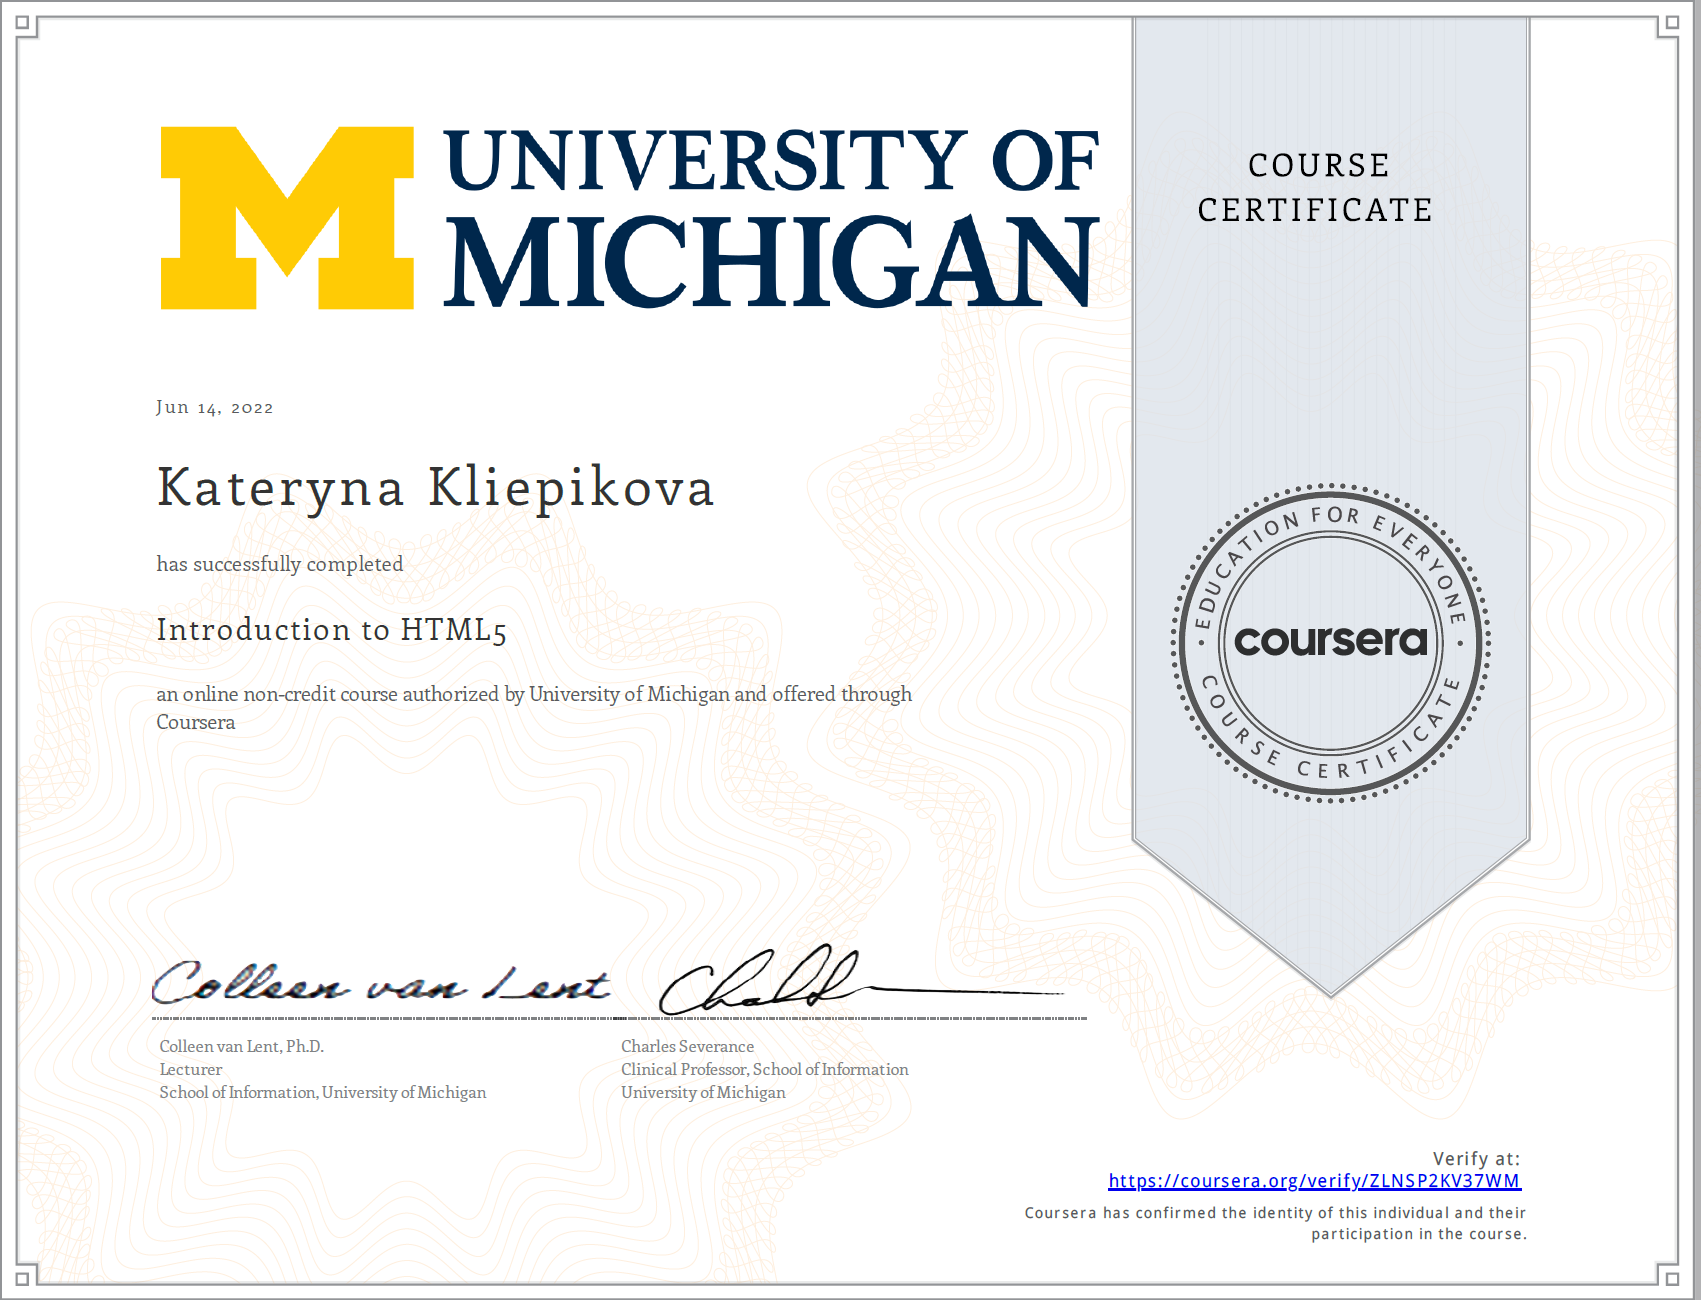 UNIVERSITY OF
MICHIGAN
COURSE
CERTIFICATE
Jun 14, 2022
Kateryna Kliepikova
has successfully completed
Introduction to HTML5
an online non-credit course authorized by University of Michigan and offered through
Coursera
EDUCATION FOR EVERYONE
coursera
COURSE CERTIFICATE
Colleen van Lent
Colleen van Lent, Ph.D.
Lecturer
School of Information, University of Michigan
Charles Severance
Clinical Professor, School of Information
University of Michigan
Verify at:
https://coursera.org/verify/ZLNSP2KV37WM
Coursera has confirmed the identity of this individual and their
participation in the course.